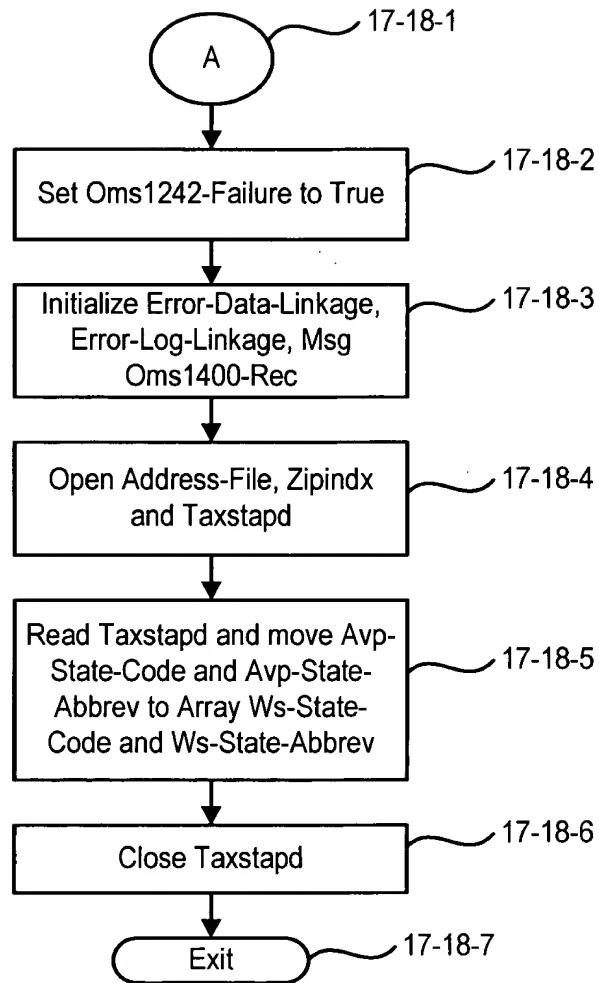 17-18-1
A
17-18-2
Set Oms1242-Failure to True
17-18-3
Initialize Error-Data-Linkage,
Error-Log-Linkage, Msg
Oms1400-Rec
17-18-4
Open Address-File, Zipindx
and Taxstapd
17-18-5
Read Taxstapd and move Avp-
State-Code and Avp-State-
Abbrev to Array Ws-State-
Code and Ws-State-Abbrev
17-18-6
Close Taxstapd
17-18-7
Exit